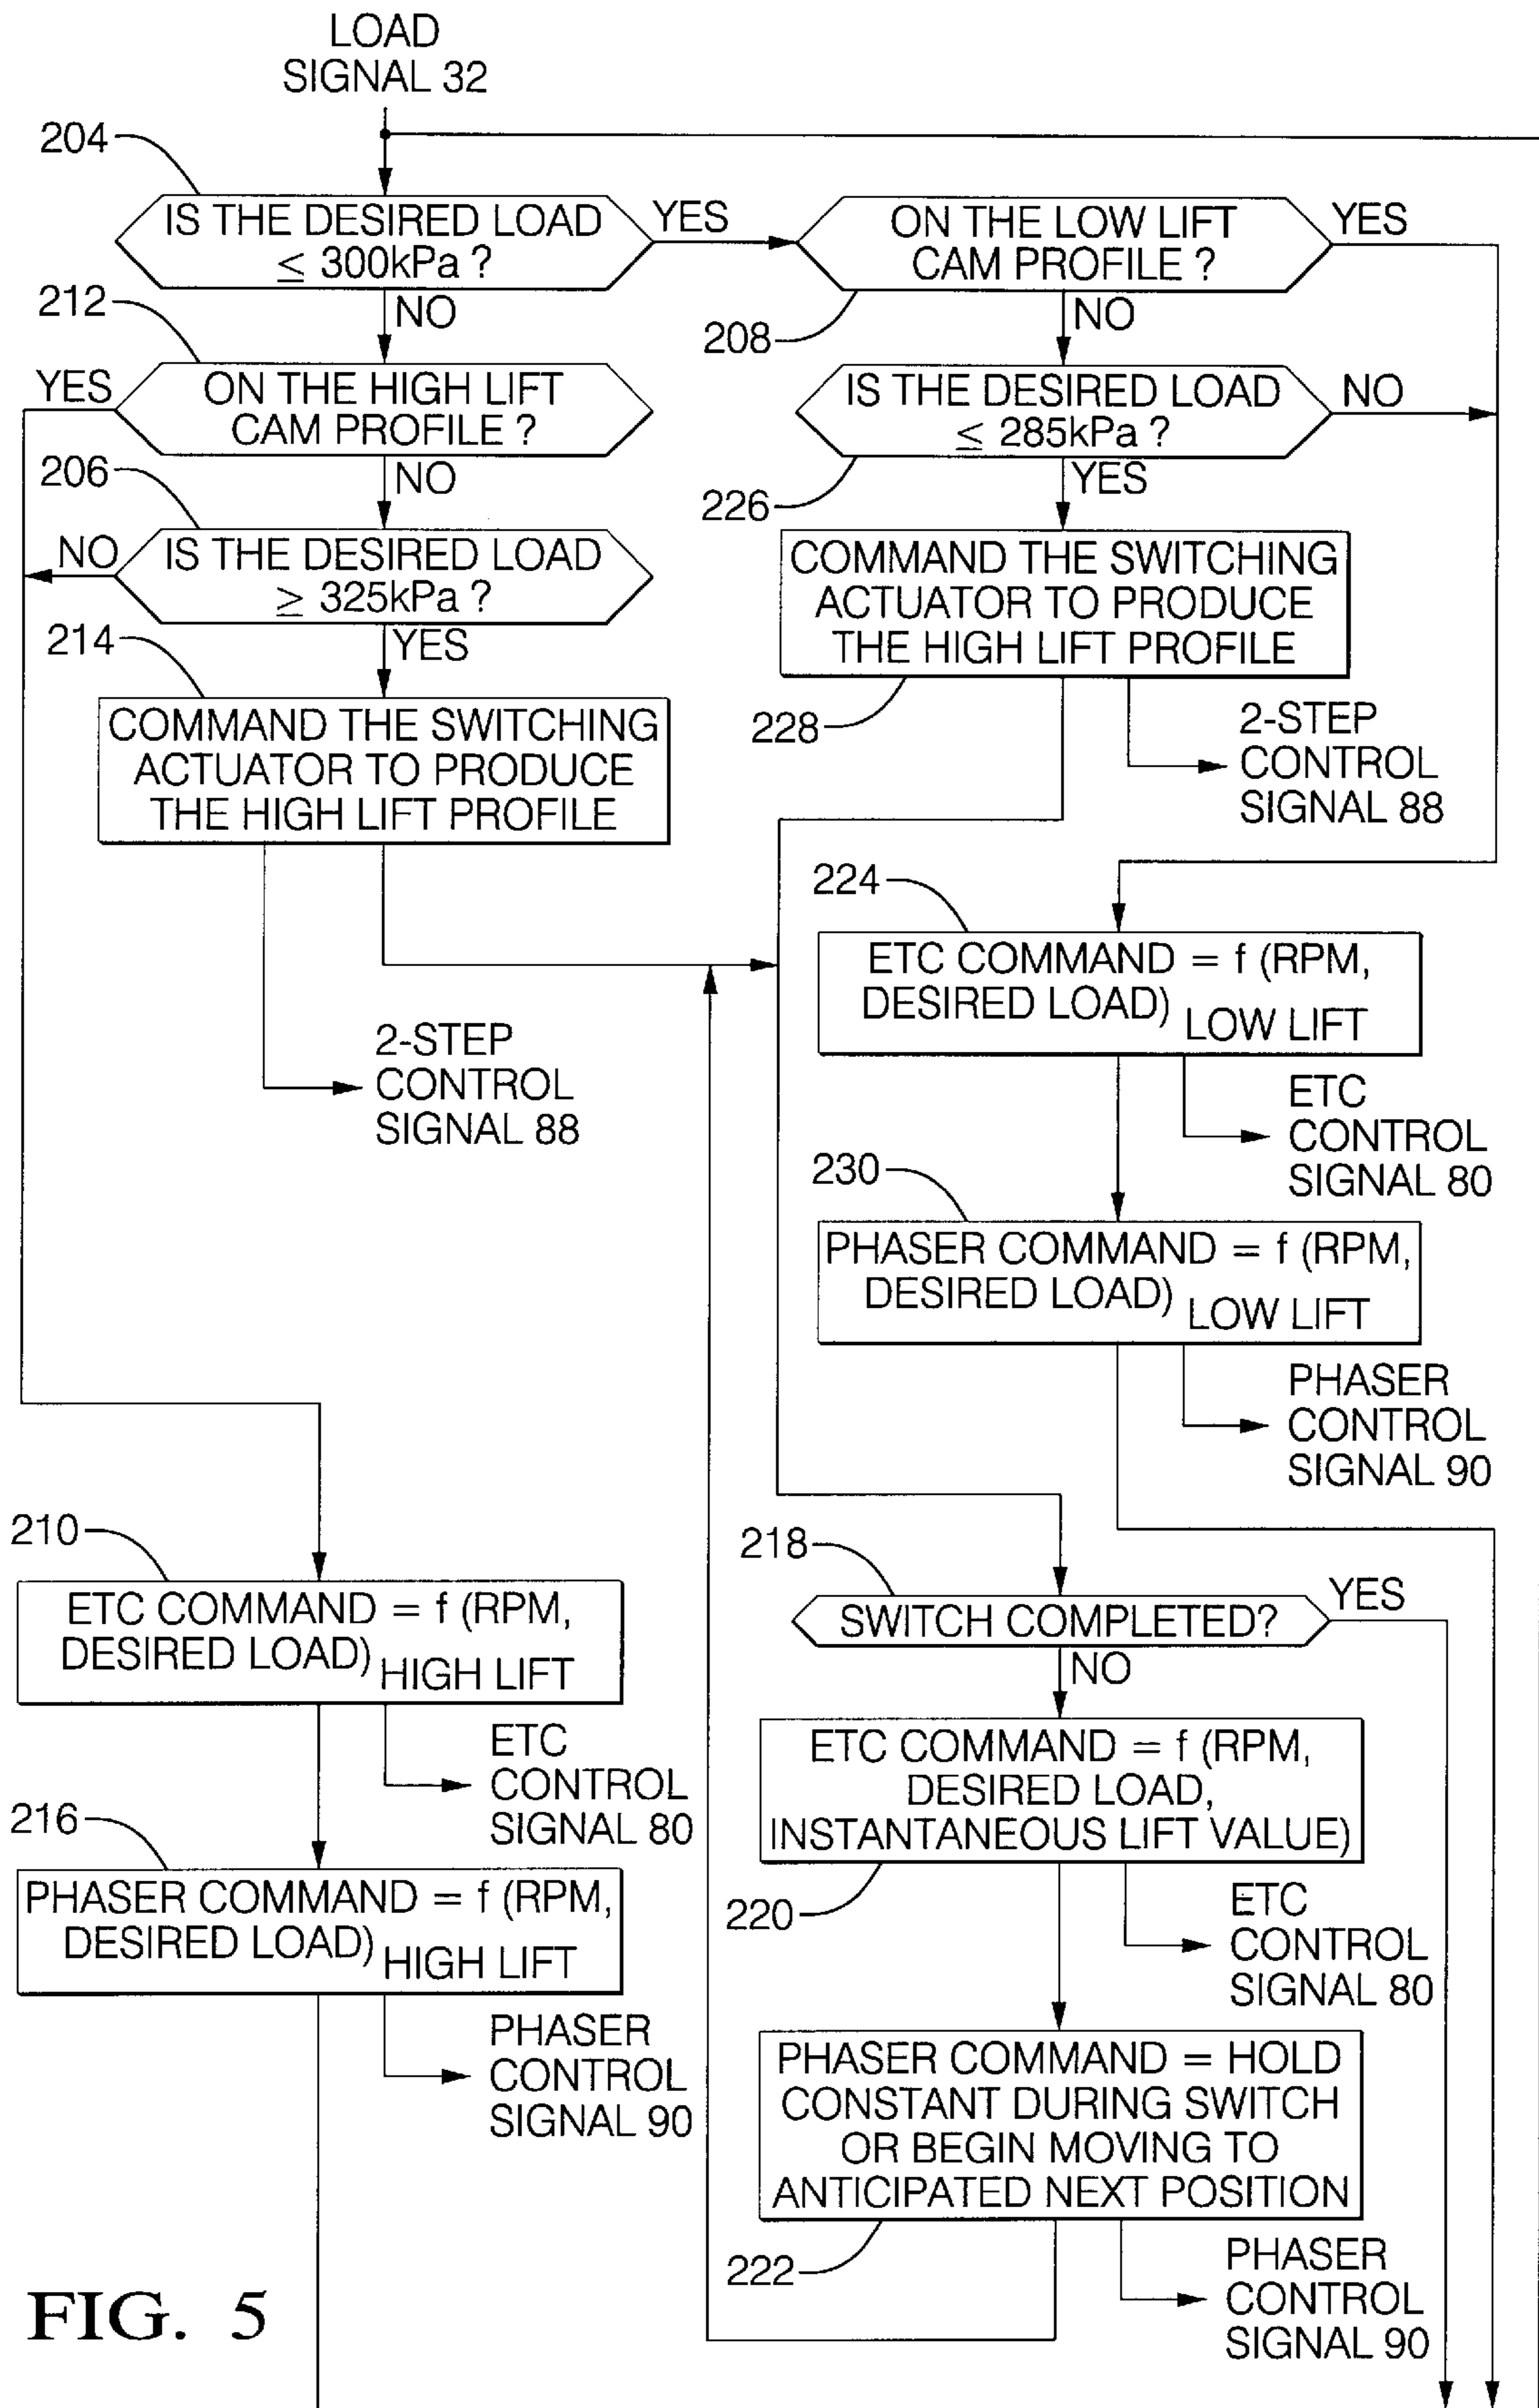 LOAD
SIGNAL 32
204
IS THE DESIRED LOAD
≤ 300kPa ?
YES
NO
ON THE LOW LIFT
CAM PROFILE ?
YES
208
NO
212
YES
ON THE HIGH LIFT
CAM PROFILE ?
NO
IS THE DESIRED LOAD
≤ 285kPa ?
NO
226
YES
206
NO
IS THE DESIRED LOAD
≥ 325kPa ?
YES
COMMAND THE SWITCHING
ACTUATOR TO PRODUCE
THE HIGH LIFT PROFILE
228
2-STEP
CONTROL
SIGNAL 88
214
COMMAND THE SWITCHING
ACTUATOR TO PRODUCE
THE HIGH LIFT PROFILE
2-STEP
CONTROL
SIGNAL 88
224
ETC COMMAND = f (RPM,
DESIRED LOAD) LOW LIFT
ETC
CONTROL
SIGNAL 80
230
PHASER COMMAND = f (RPM,
DESIRED LOAD) LOW LIFT
PHASER
CONTROL
SIGNAL 90
210
ETC COMMAND = f (RPM,
DESIRED LOAD) HIGH LIFT
ETC
CONTROL
SIGNAL 80
216
PHASER COMMAND = f (RPM,
DESIRED LOAD) HIGH LIFT
PHASER
CONTROL
SIGNAL 90
218
SWITCH COMPLETED?
YES
NO
ETC COMMAND = f (RPM,
DESIRED LOAD,
INSTANTANEOUS LIFT VALUE)
220
ETC
CONTROL
SIGNAL 80
PHASER COMMAND = HOLD
CONSTANT DURING SWITCH
OR BEGIN MOVING TO
ANTICIPATED NEXT POSITION
222
PHASER
CONTROL
SIGNAL 90
FIG. 5